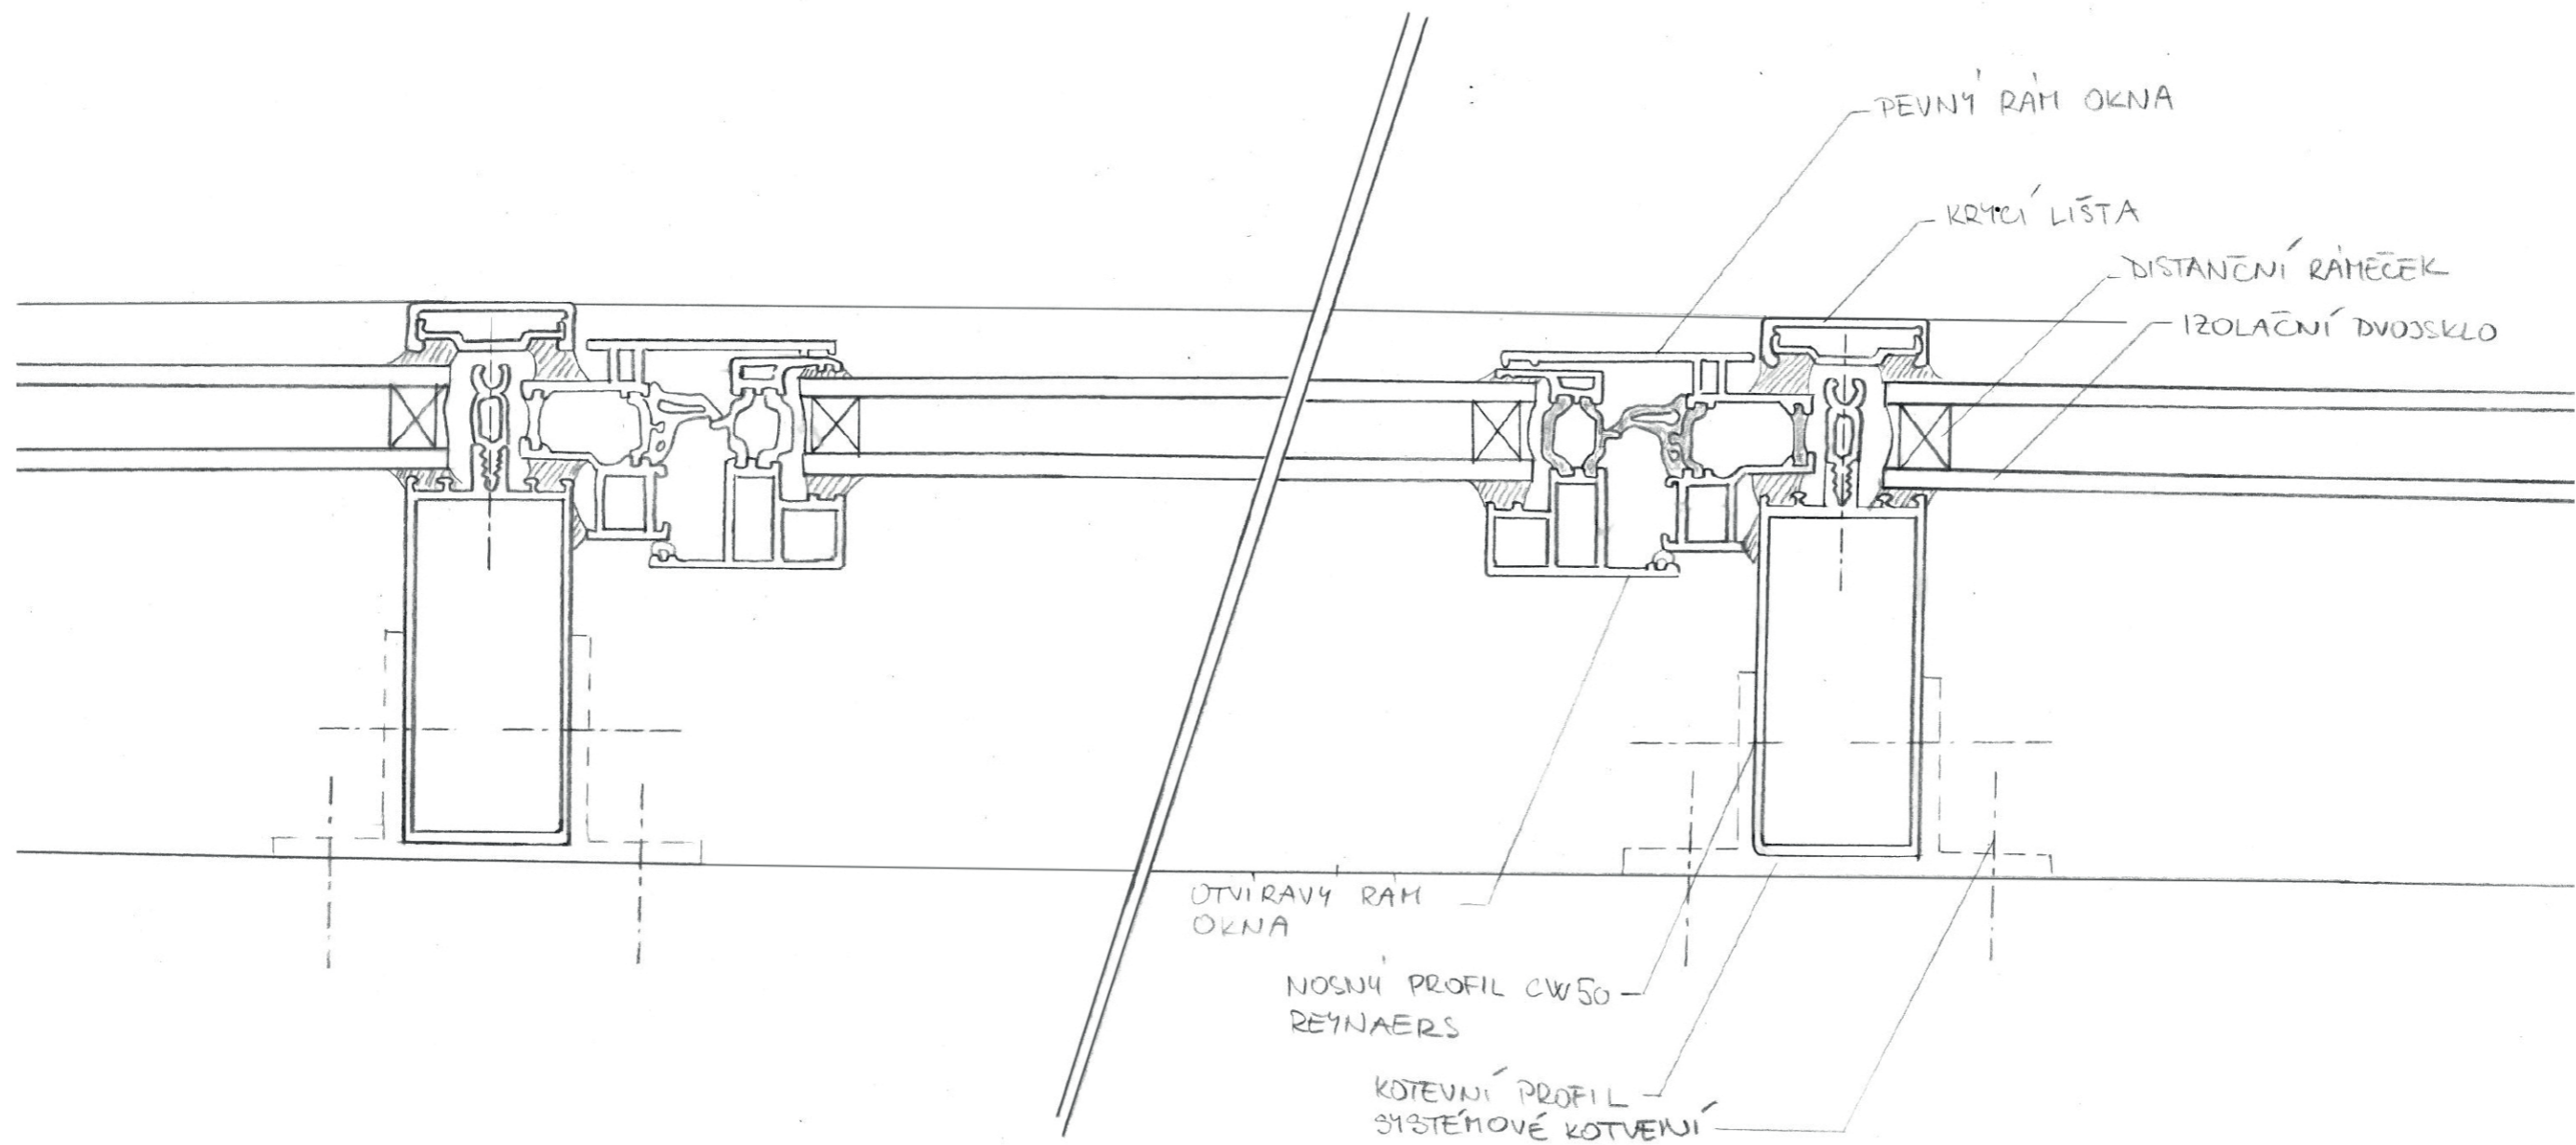 PEVNÝ RÁM OKNA
KRYCÍ LIŠTA
DISTANČNÍ RÁMEČEK
IZOLAČNÍ DVOJSKLO
OTVÍRAVÝ RÁM
OKNA
NOSNÝ PROFIL CW50
REYNAERS
KOTEVNÍ PROFIL
SYSTÉMOVÉ KOTVENÍ